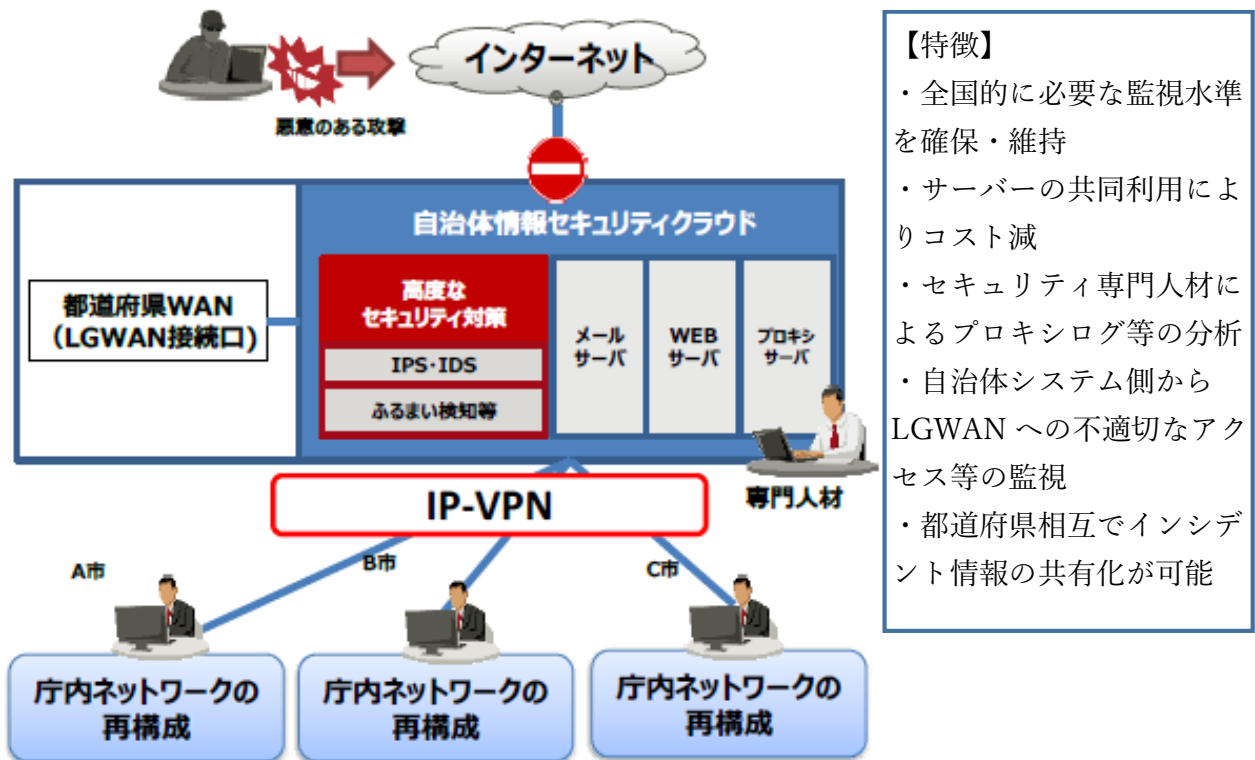 インターネット
悪意のある攻撃
自治体情報セキュリティクラウド
都道府県WAN
（LGWAN接続口）
高度な
セキュリティ対策
IPS・IDS
ふるまい検知等
メール
サーバ
WEB
サーバ
プロキシ
サーバ
専門人材
IP-VPN
A市
B市
C市
庁内ネットワークの
再構成
庁内ネットワークの
再構成
庁内ネットワークの
再構成
【特徴】
・全国的に必要な監視水準
を確保・維持
・サーバーの共同利用によ
りコスト減
・セキュリティ専門人材に
よるプロキシログ等の分析
・自治体システム側から
LGWAN への不適切なアク
セス等の監視
・都道府県相互でインシデ
ント情報の共有化が可能